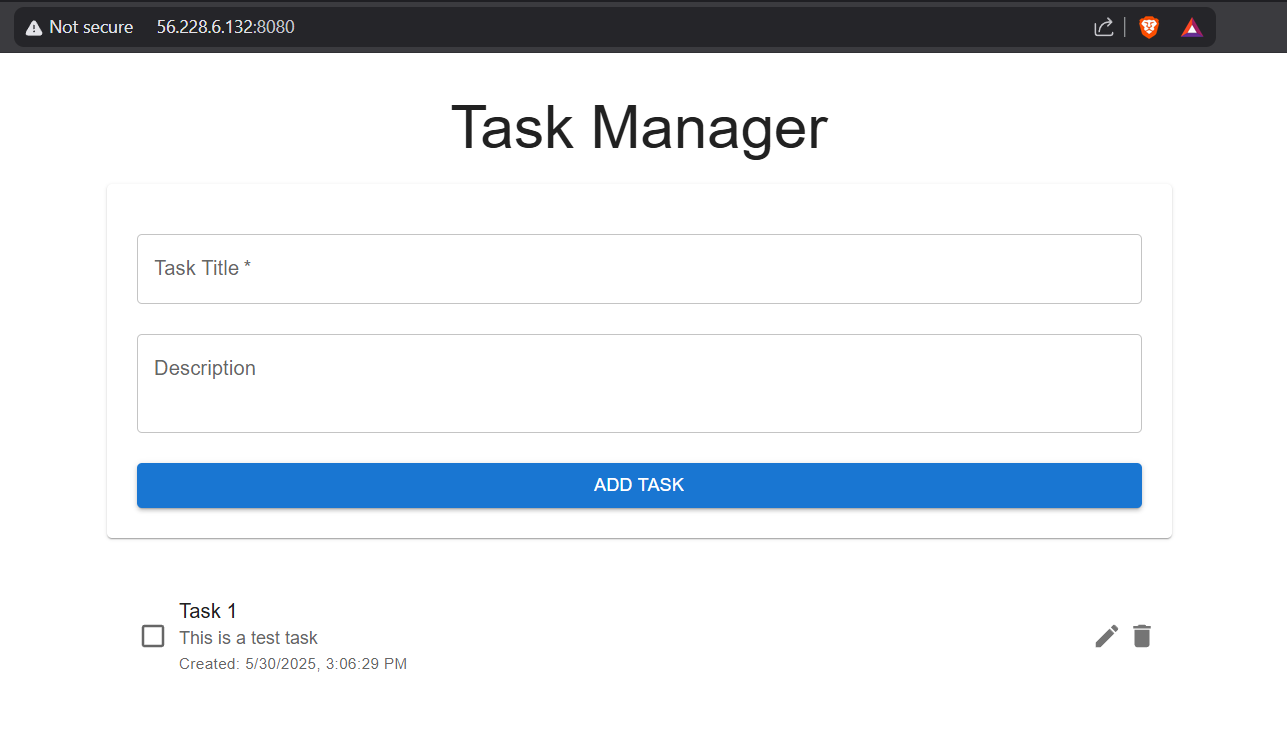 Not secure 56.228.6.132:8080
Task Manager
Task Title *
Description
ADD TASK
Task 1
This is a test task
Created: 5/30/2025, 3:06:29 PM